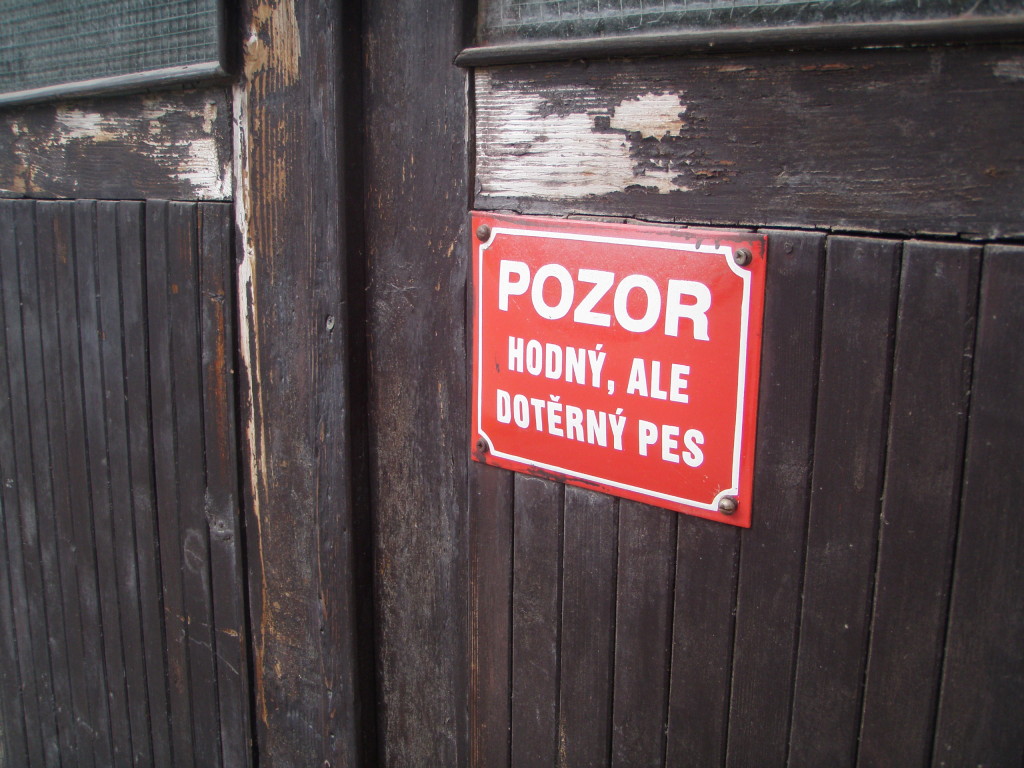 POZOR
HODNÝ, ALE
DOTĚRNÝ PES